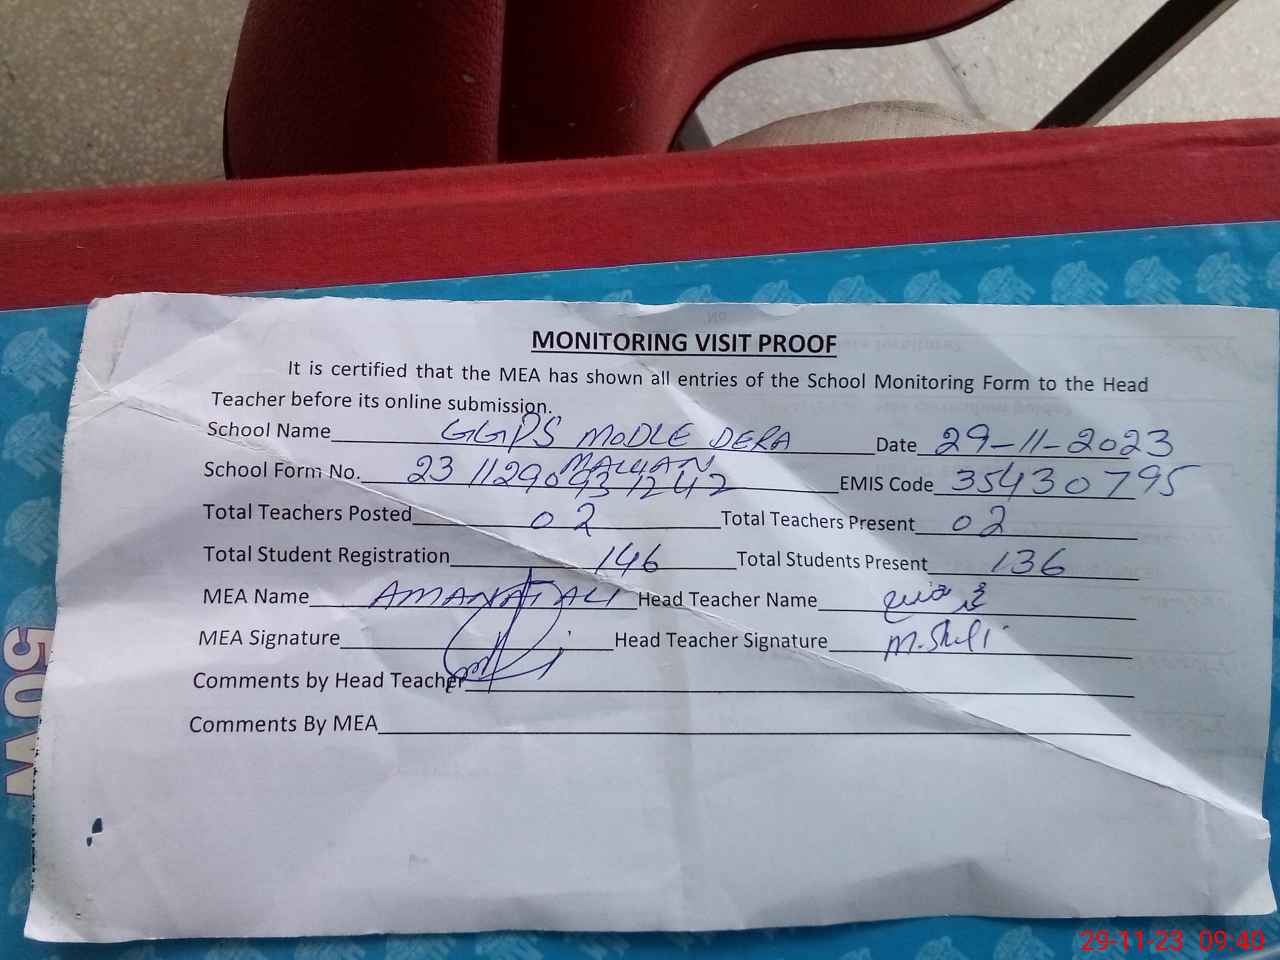 MONITORING VISIT PROOF
It is certified that the MEA has shown all entries of the School Monitoring Form to the Head
Teacher before its online submission.
School Name GGPS MODLE DERA Date 29-11-2023
MALYAN
School Form No. 23 11290931242 EMIS Code 35430795
Total Teachers Posted 02 Total Teachers Present 02
Total Student Registration 146 Total Students Present 136
MEA Name AMANAT ALI Head Teacher Name
MEA Signature Head Teacher Signature
Comments by Head Teacher
Comments By MEA
50 W
29-11-23 09:40